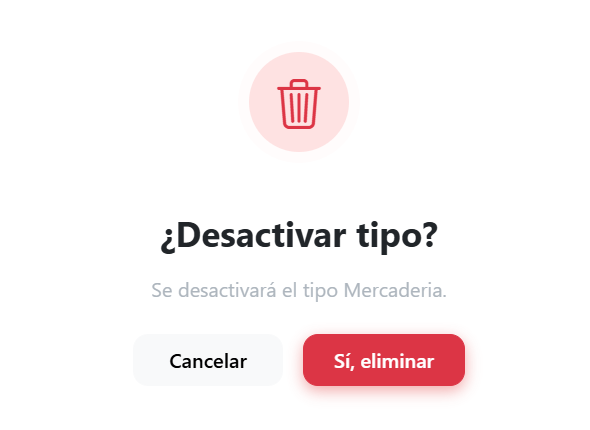 ¿Desactivar tipo?
Se desactivará el tipo Mercaderia.
Cancelar
Sí, eliminar